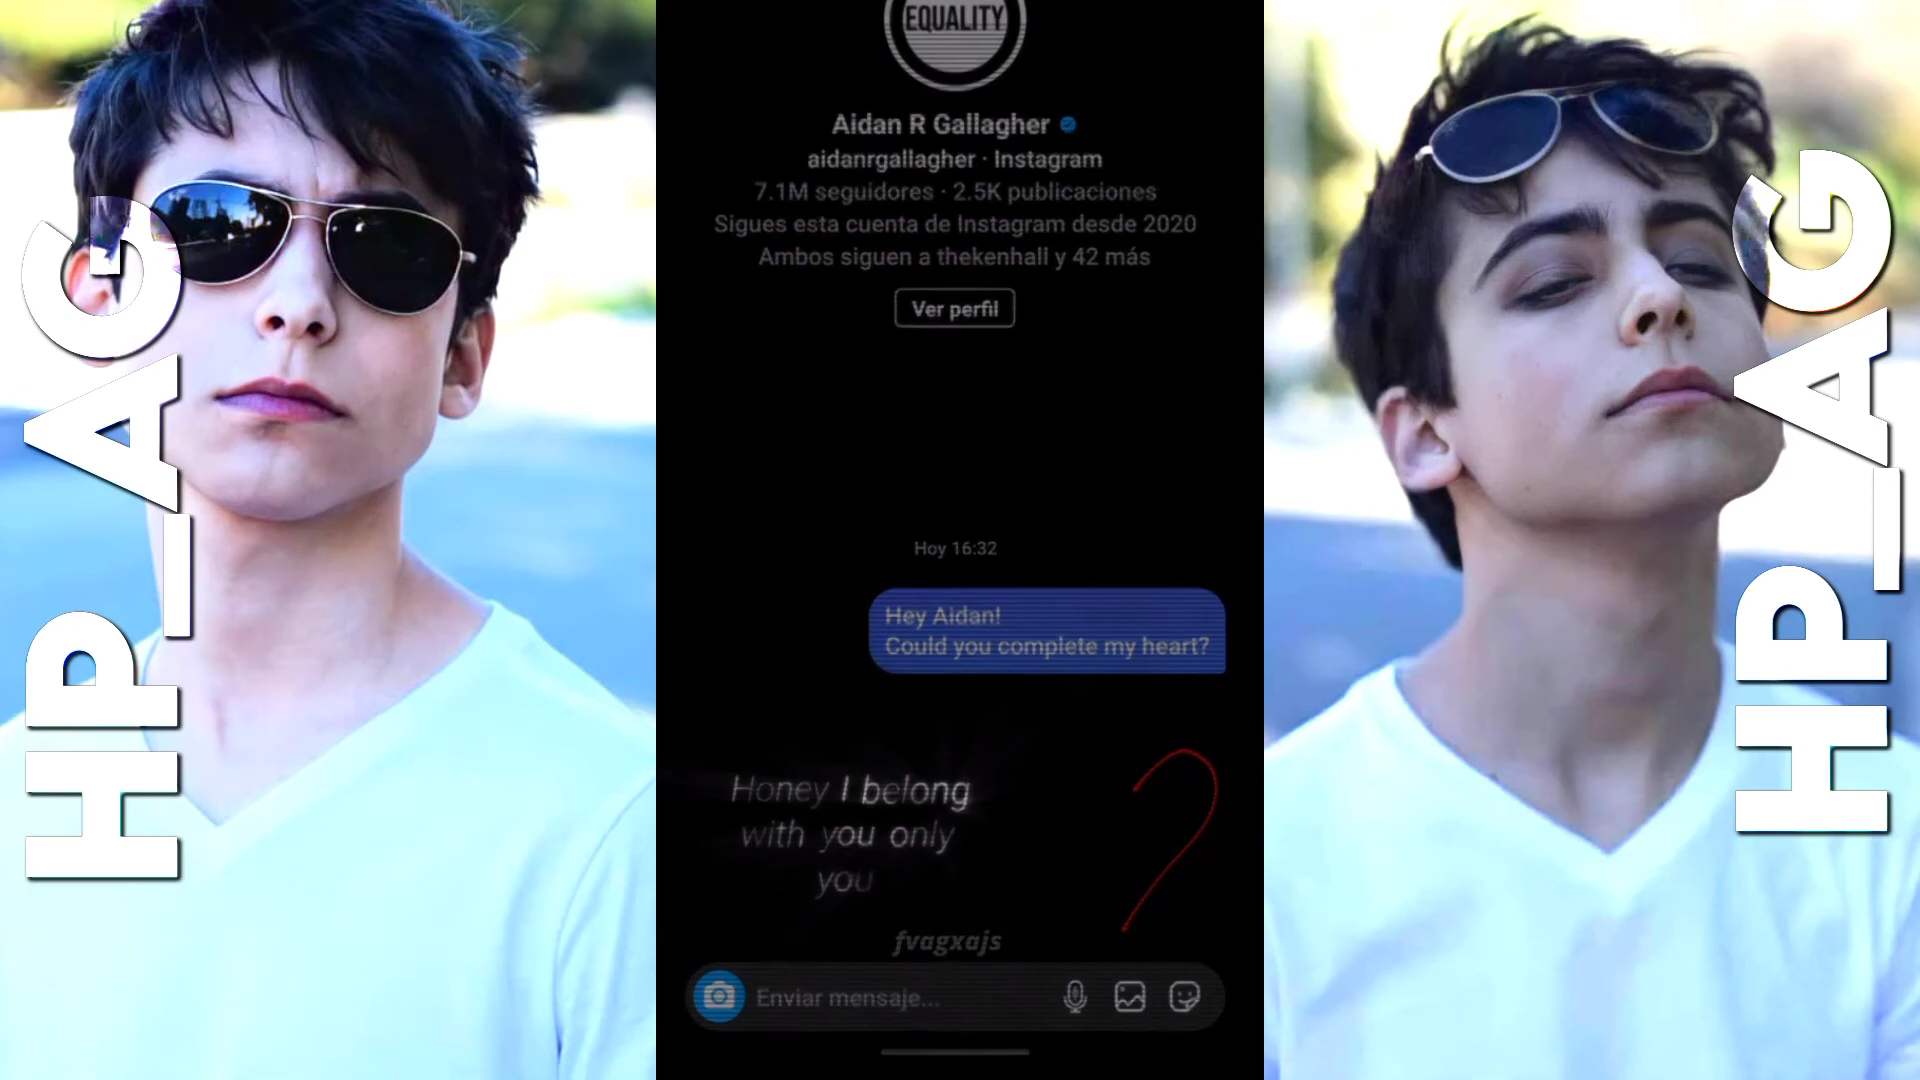 HP_AG
EQUALITY
Aidan R Gallagher
aidanrgallagher · Instagram
7.1M seguidores · 2.5K publicaciones
Sigues esta cuenta de Instagram desde 2020
Ambos siguen a thekenhall y 42 más
Ver perfil
Hoy 16:32
Hey Aidan!
Could you complete my heart?
Honey I belong
with you only
you
fvagxajs
Enviar mensaje...
HP_AG